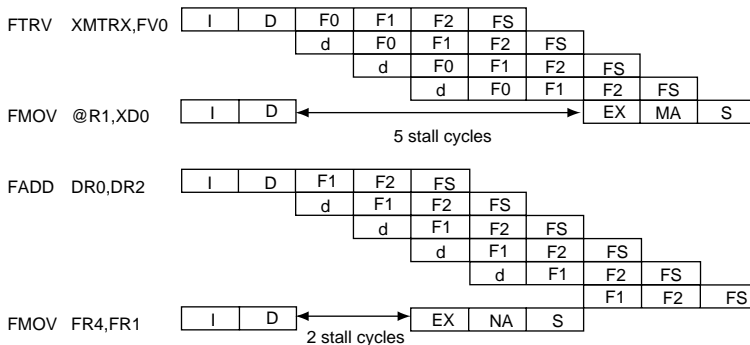 FTRV XMTRX,FV0 I D F0 F1 F2 FS
d F0 F1 F2 FS
d F0 F1 F2 FS
d F0 F1 F2 FS
FMOV @R1,XD0 I D EX MA S
5 stall cycles
FADD DR0,DR2 I D F1 F2 FS
d F1 F2 FS
d F1 F2 FS
d F1 F2 FS
d F1 F2 FS
F1 F2 FS
FMOV FR4,FR1 I D EX NA S
2 stall cycles